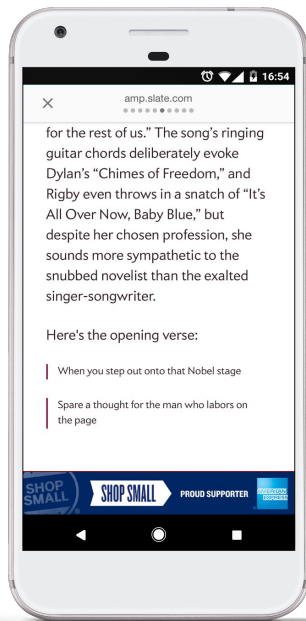 16:54
amp.slate.com
for the rest of us.” The song’s ringing
guitar chords deliberately evoke
Dylan’s “Chimes of Freedom,” and
Rigby even throws in a snatch of “It’s
All Over Now, Baby Blue,” but
despite her chosen profession, she
sounds more sympathetic to the
snubbed novelist than the exalted
singer-songwriter.
Here's the opening verse:
When you step out onto that Nobel stage
Spare a thought for the man who labors on
the page
SHOP
SMALL
SHOP SMALL
PROUD SUPPORTER
AMERICAN
EXPRESS